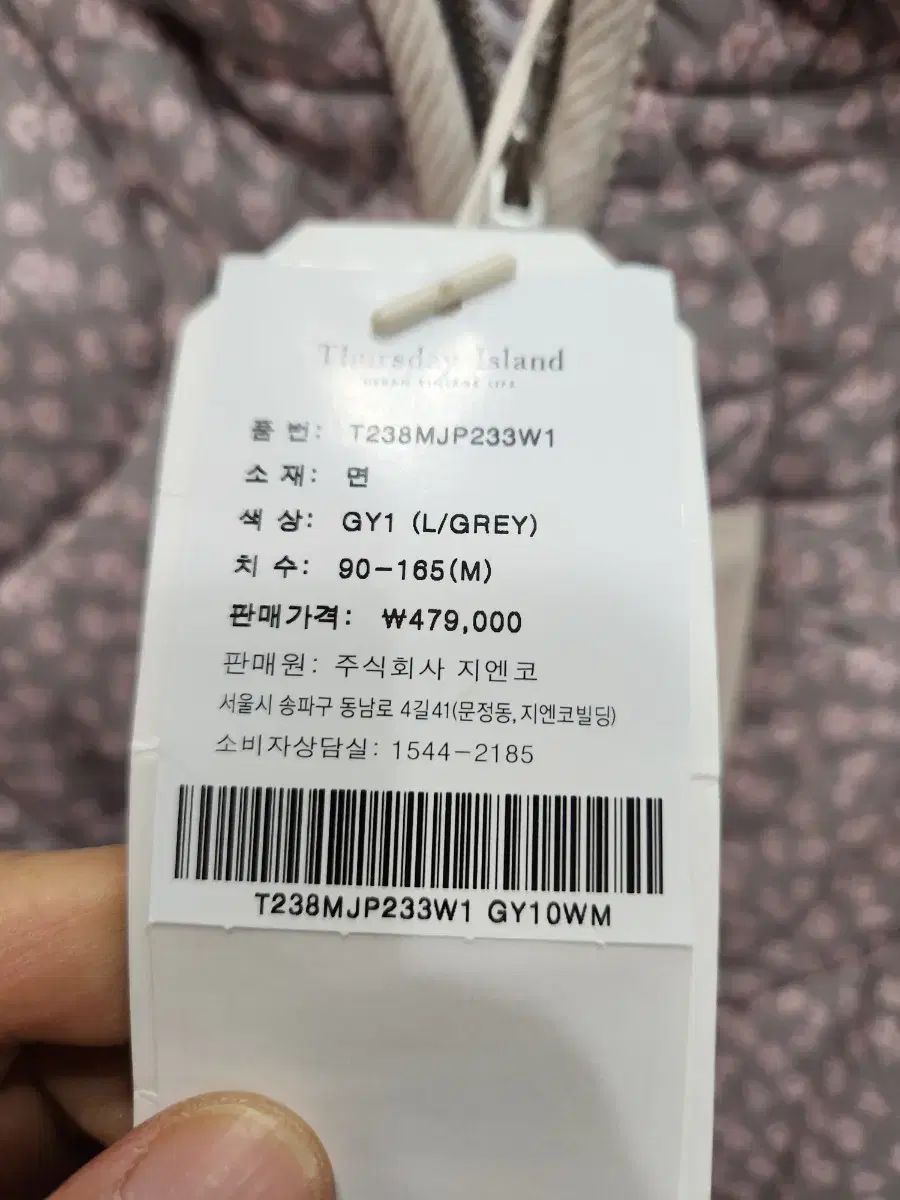 Thursday Island
URBAN VINTAGE LIFE
품 번: T238MJP233W1
소 재: 면
색 상: GY1 (L/GREY)
치 수: 90-165(M)
판매가격: ₩479,000
판매원: 주식회사 지엔코
서울시 송파구 동남로 4길41(문정동, 지엔코빌딩)
소비자상담실: 1544-2185
T238MJP233W1 GY10WM